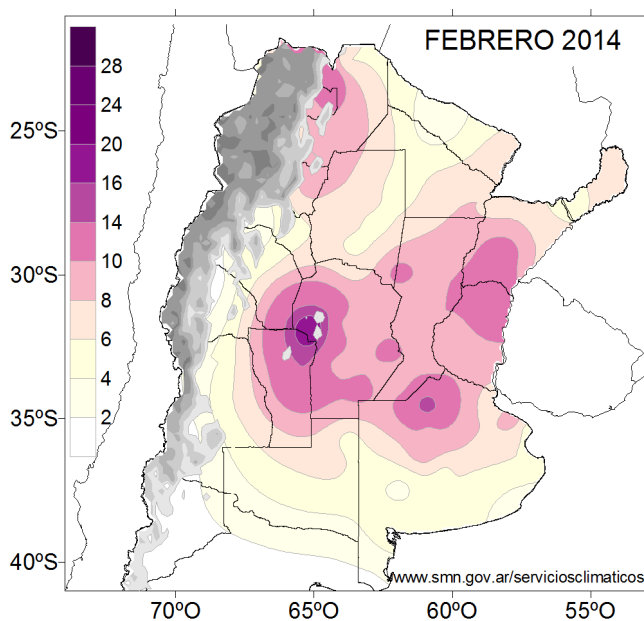 FEBRERO 2014
28
24
20
16
14
10
8
6
4
2
25ºS
30ºS
35ºS
40ºS
www.smn.gov.ar/serviciosclimaticos
70ºO
65ºO
60ºO
55ºO